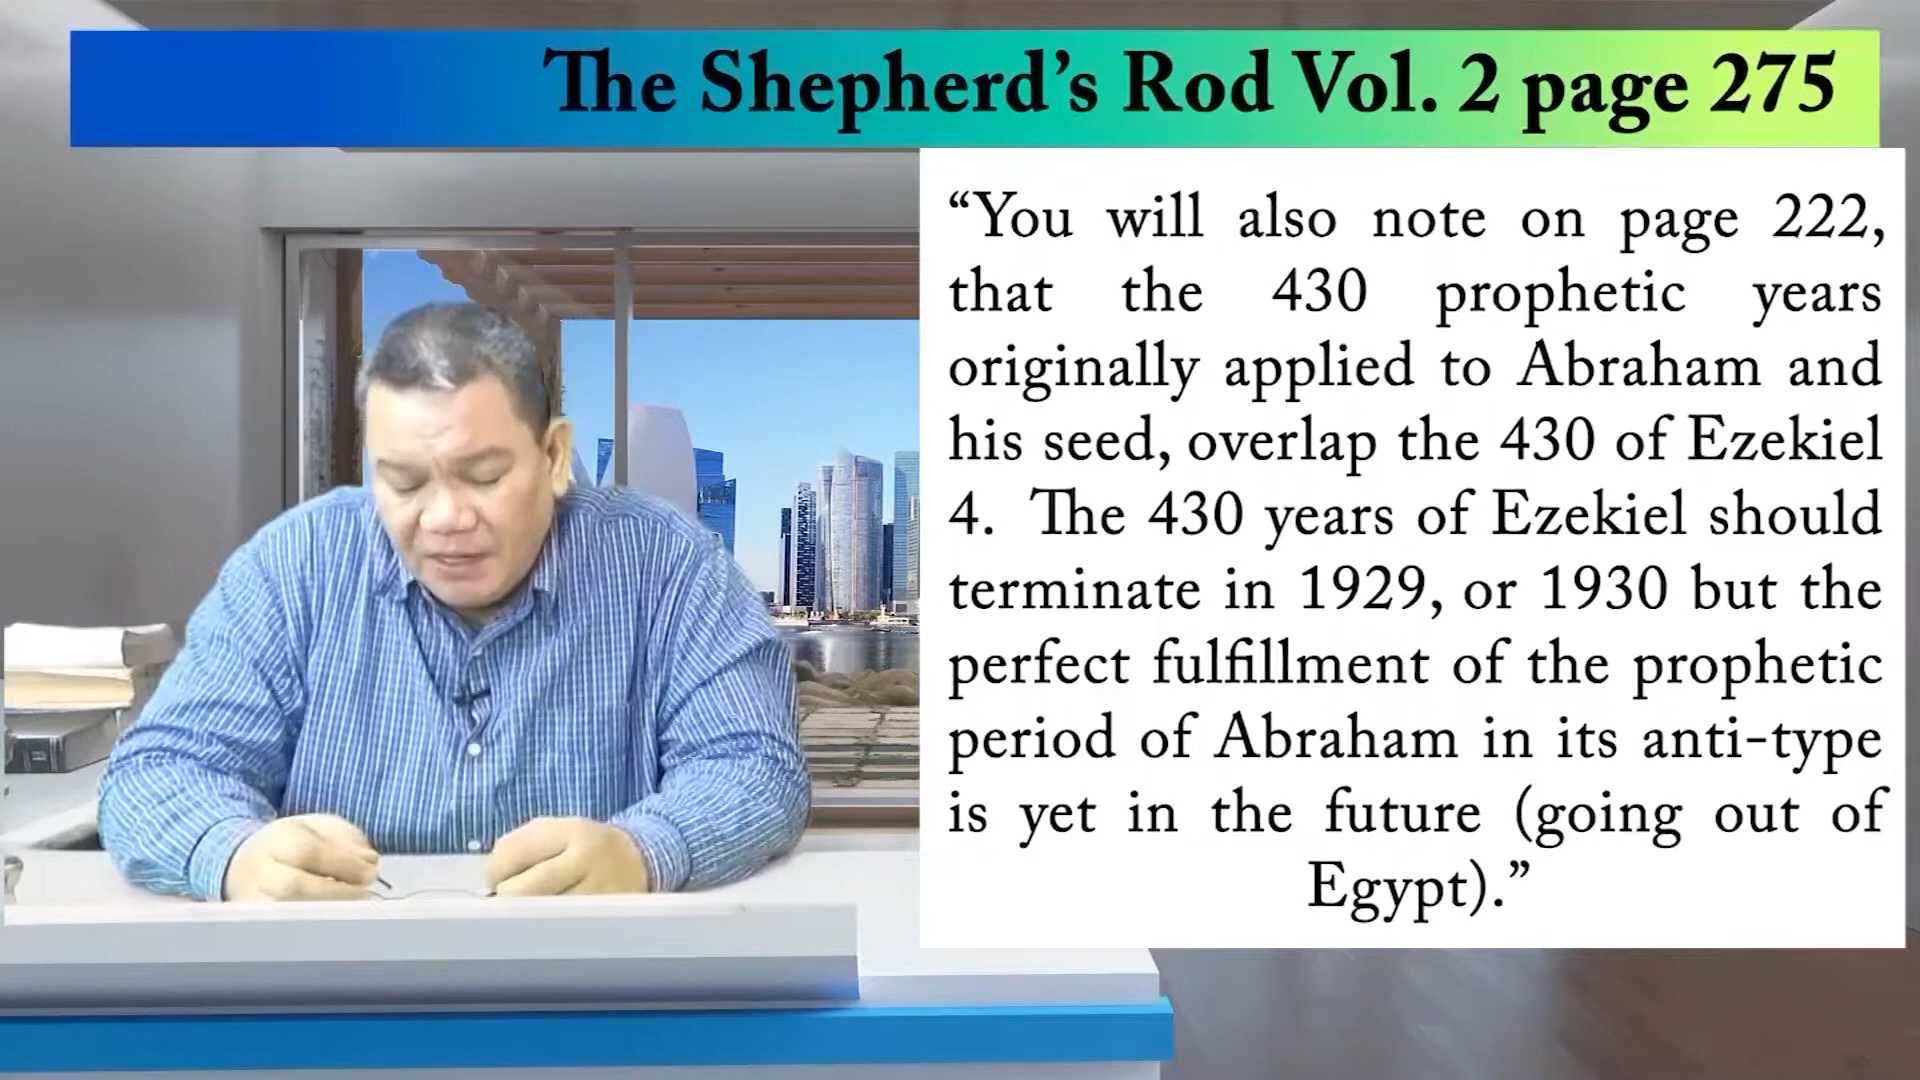 The Shepherd’s Rod Vol. 2 page 275
“You will also note on page 222,
that the 430 prophetic years
originally applied to Abraham and
his seed, overlap the 430 of Ezekiel
4. The 430 years of Ezekiel should
terminate in 1929, or 1930 but the
perfect fulfillment of the prophetic
period of Abraham in its anti-type
is yet in the future (going out of
Egypt).”